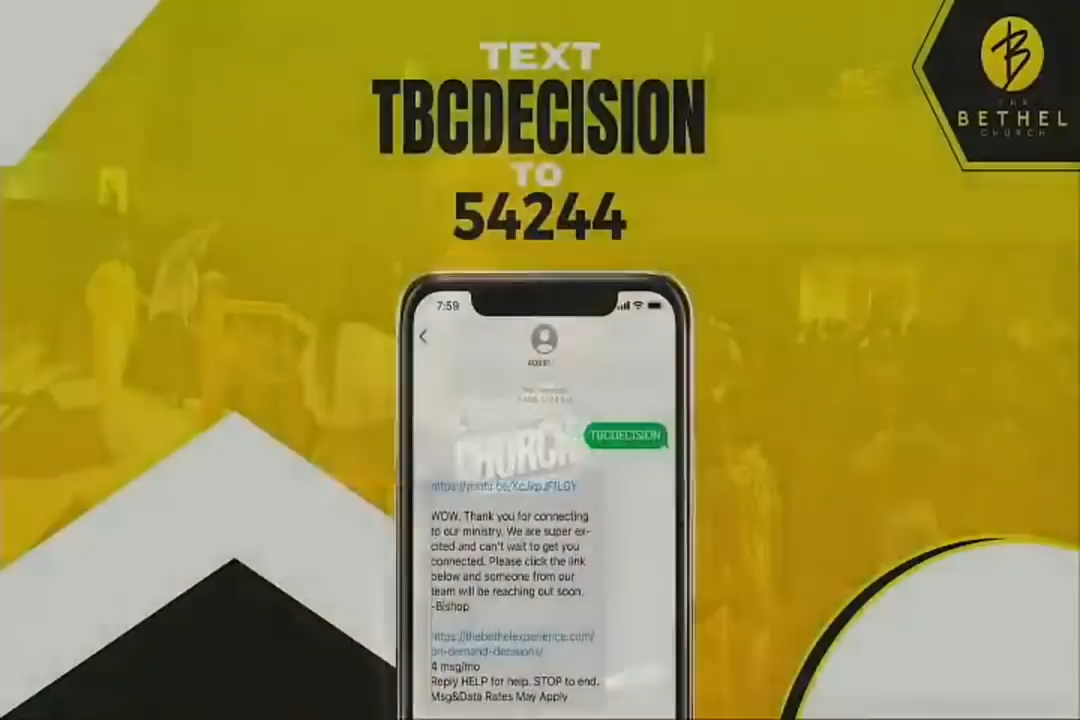 TEXT
TBCDECISION
TO
54244
THE
BETHEL
CHURCH
7:59
TBCDECISION
CHURCH
WOW. Thank you for connecting
to our ministry. We are super ex-
cited and can't wait to get you
connected. Please click the link
below and someone from our
team will be reaching out soon.
-Bishop
https://thebethelexperience.com/
on-demand-decisions/
4 msg/mo
Reply HELP for help. STOP to end.
Msg&Data Rates May Apply